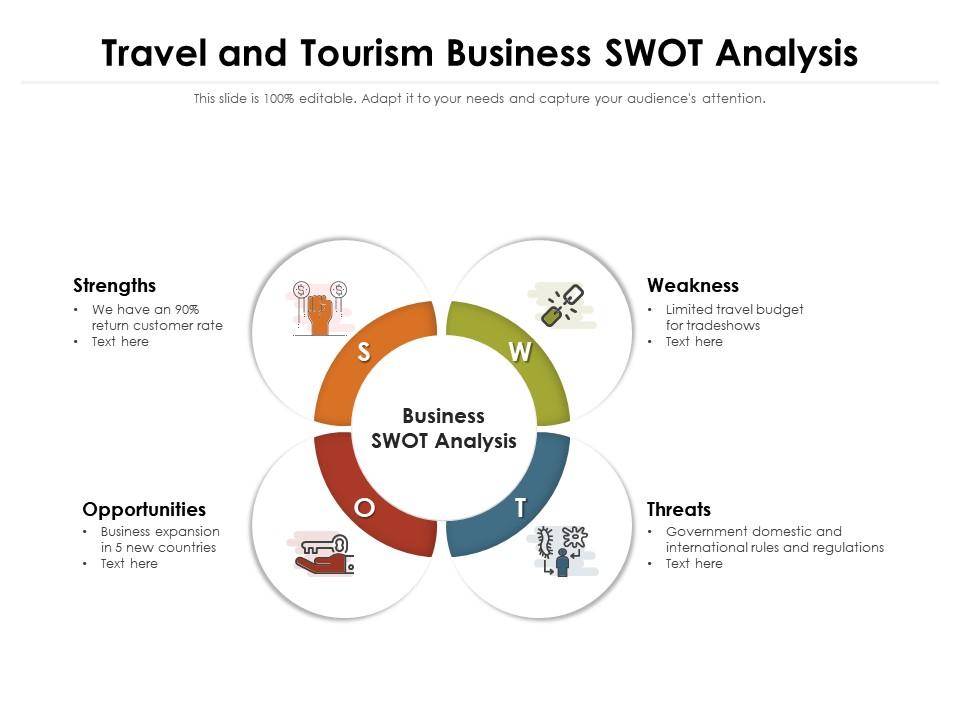 Travel and Tourism Business SWOT Analysis
This slide is 100% editable. Adapt it to your needs and capture your audience's attention.
Strengths
• We have an 90%
return customer rate
• Text here
Weakness
• Limited travel budget
for tradeshows
• Text here
S
W
$
$
Business
SWOT Analysis
O
T
Opportunities
• Business expansion
in 5 new countries
• Text here
Threats
• Government domestic and
international rules and regulations
• Text here